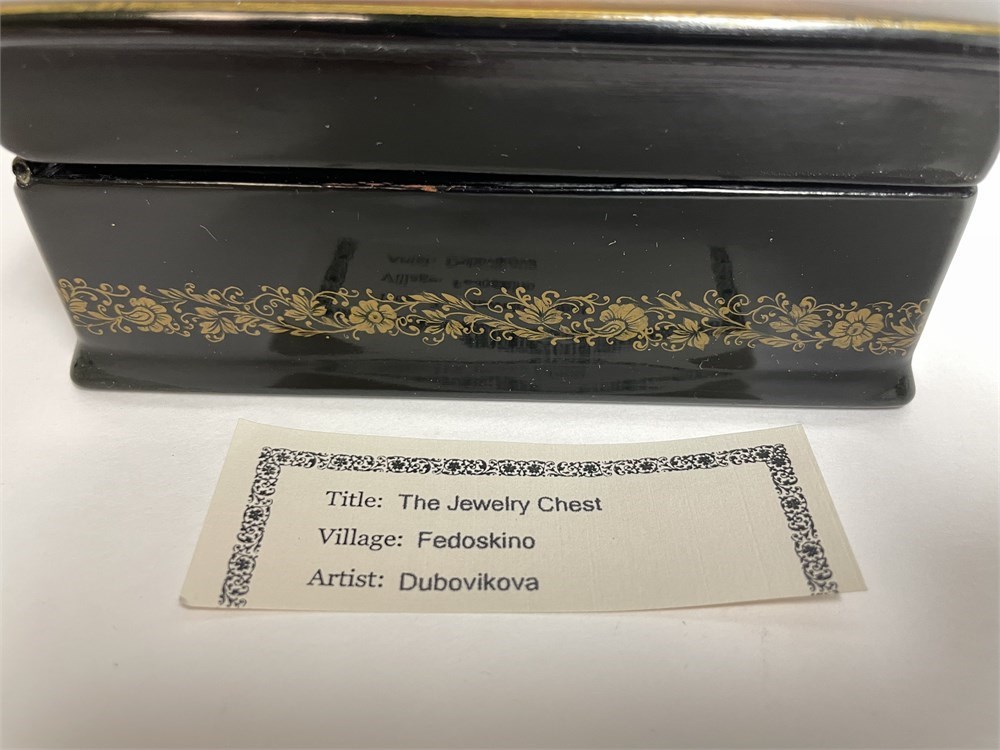 Title: The Jewelry Chest
Village: Fedoskino
Artist: Dubovikova